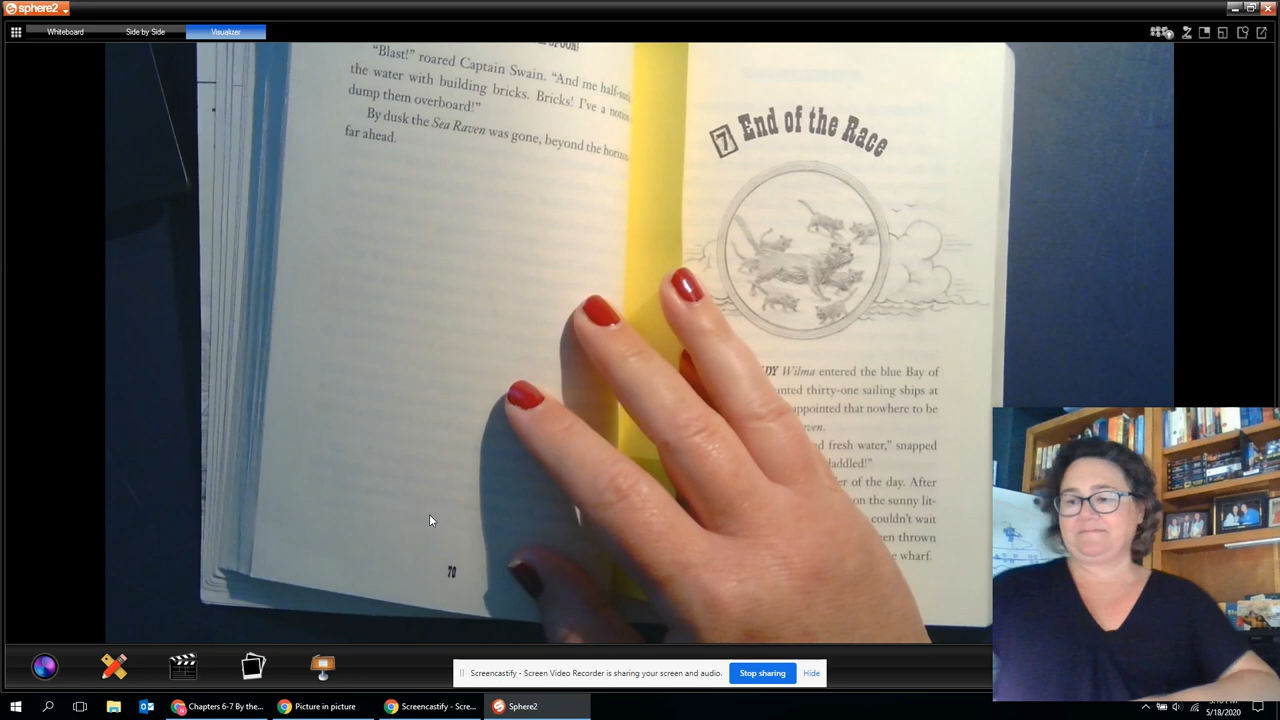 sphere2
Whiteboard
Side by Side
Visualizer
"Blast!" roared Captain Swain. "And me half-sunk
the water with building bricks. Bricks! I've a notion
dump them overboard!"
By dusk the Sea Raven was gone, beyond the horizon,
far ahead.
70
7 End of the Race
Wilma entered the blue Bay of
thirty-one sailing ships at
appointed that nowhere to be
fresh water," snapped
of the day. After
on the sunny lit-
couldn't wait
thrown
wharf.
Screencastify - Screen Video Recorder is sharing your screen and audio.
Stop sharing
Hide
Chapters 6-7 By the...
Picture in picture
Screencastify - Scre...
Sphere2
5/18/2020